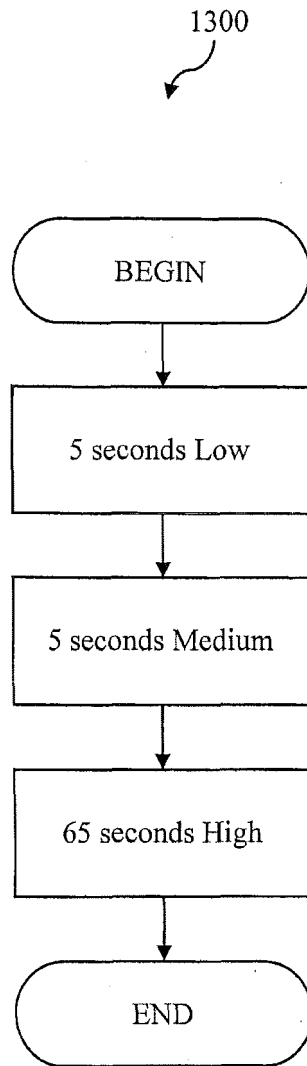 1300
BEGIN
5 seconds Low
5 seconds Medium
65 seconds High
END